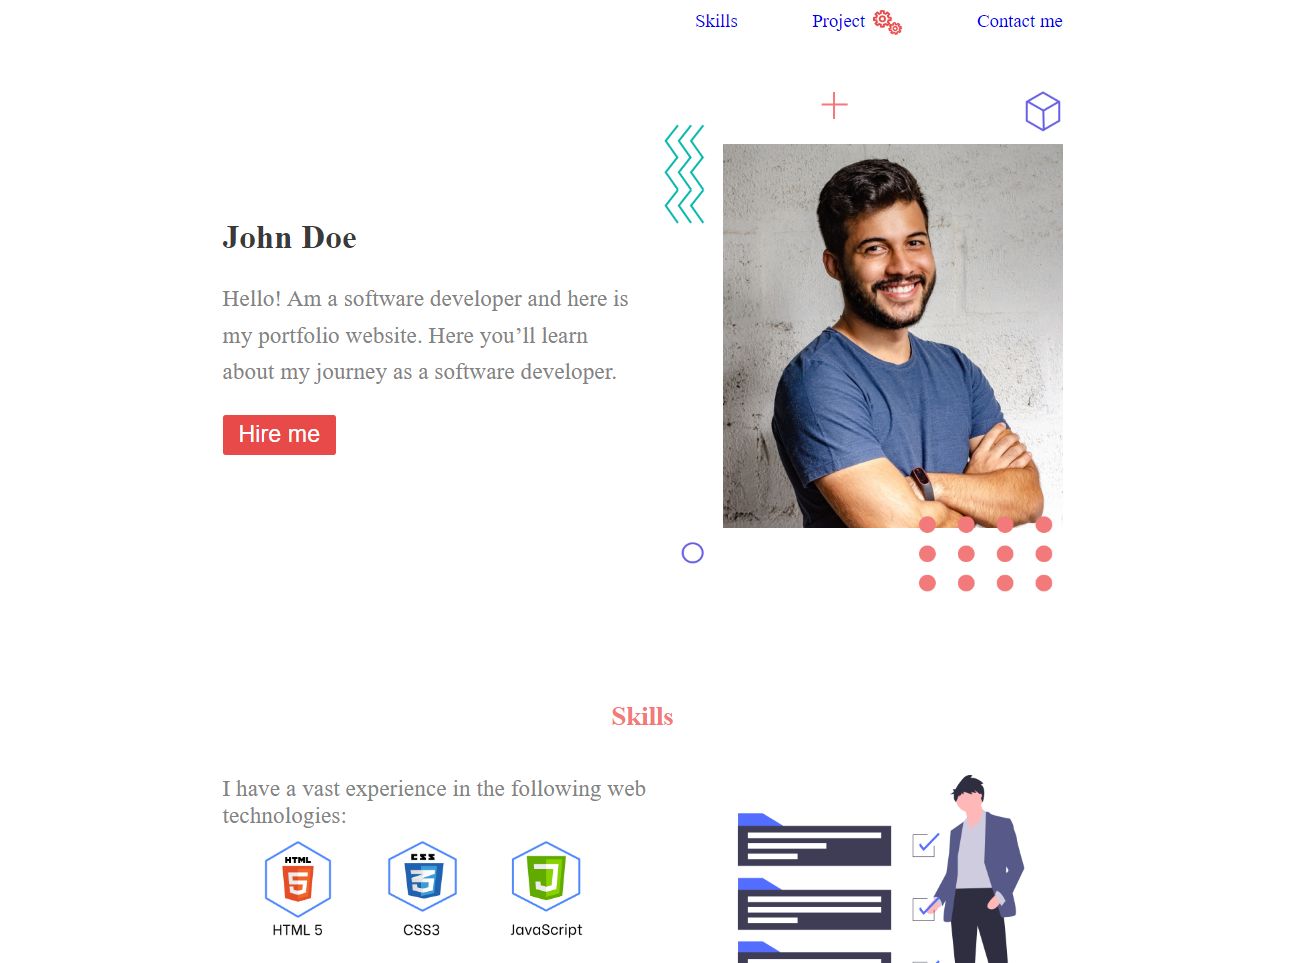 Skills Project Contact me
John Doe
Hello! Am a software developer and here is
my portfolio website. Here you’ll learn
about my journey as a software developer.
Hire me
Skills
I have a vast experience in the following web
technologies:
HTML 5 CSS 3 J
HTML 5 CSS3 JavaScript